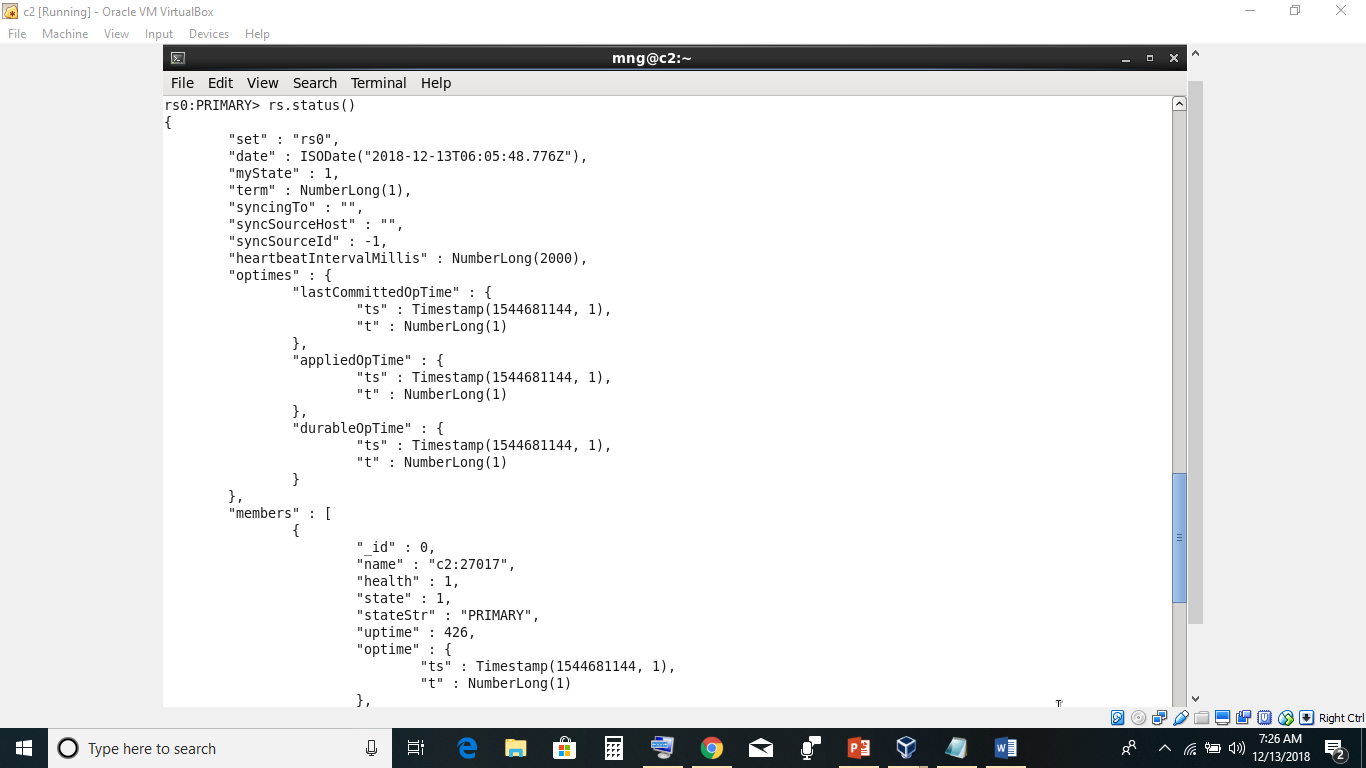 c2 [Running] - Oracle VM VirtualBox
File Machine View Input Devices Help
mng@c2:~
File Edit View Search Terminal Help
rs0:PRIMARY> rs.status()
{
"set" : "rs0",
"date" : ISODate("2018-12-13T06:05:48.776Z"),
"myState" : 1,
"term" : NumberLong(1),
"syncingTo" : "",
"syncSourceHost" : "",
"syncSourceId" : -1,
"heartbeatIntervalMillis" : NumberLong(2000),
"optimes" : {
"lastCommittedOpTime" : {
"ts" : Timestamp(1544681144, 1),
"t" : NumberLong(1)
},
"appliedOpTime" : {
"ts" : Timestamp(1544681144, 1),
"t" : NumberLong(1)
},
"durableOpTime" : {
"ts" : Timestamp(1544681144, 1),
"t" : NumberLong(1)
}
},
"members" : [
{
"_id" : 0,
"name" : "c2:27017",
"health" : 1,
"state" : 1,
"stateStr" : "PRIMARY",
"uptime" : 426,
"optime" : {
"ts" : Timestamp(1544681144, 1),
"t" : NumberLong(1)
},
Right Ctrl
Type here to search
7:26 AM
12/13/2018
2